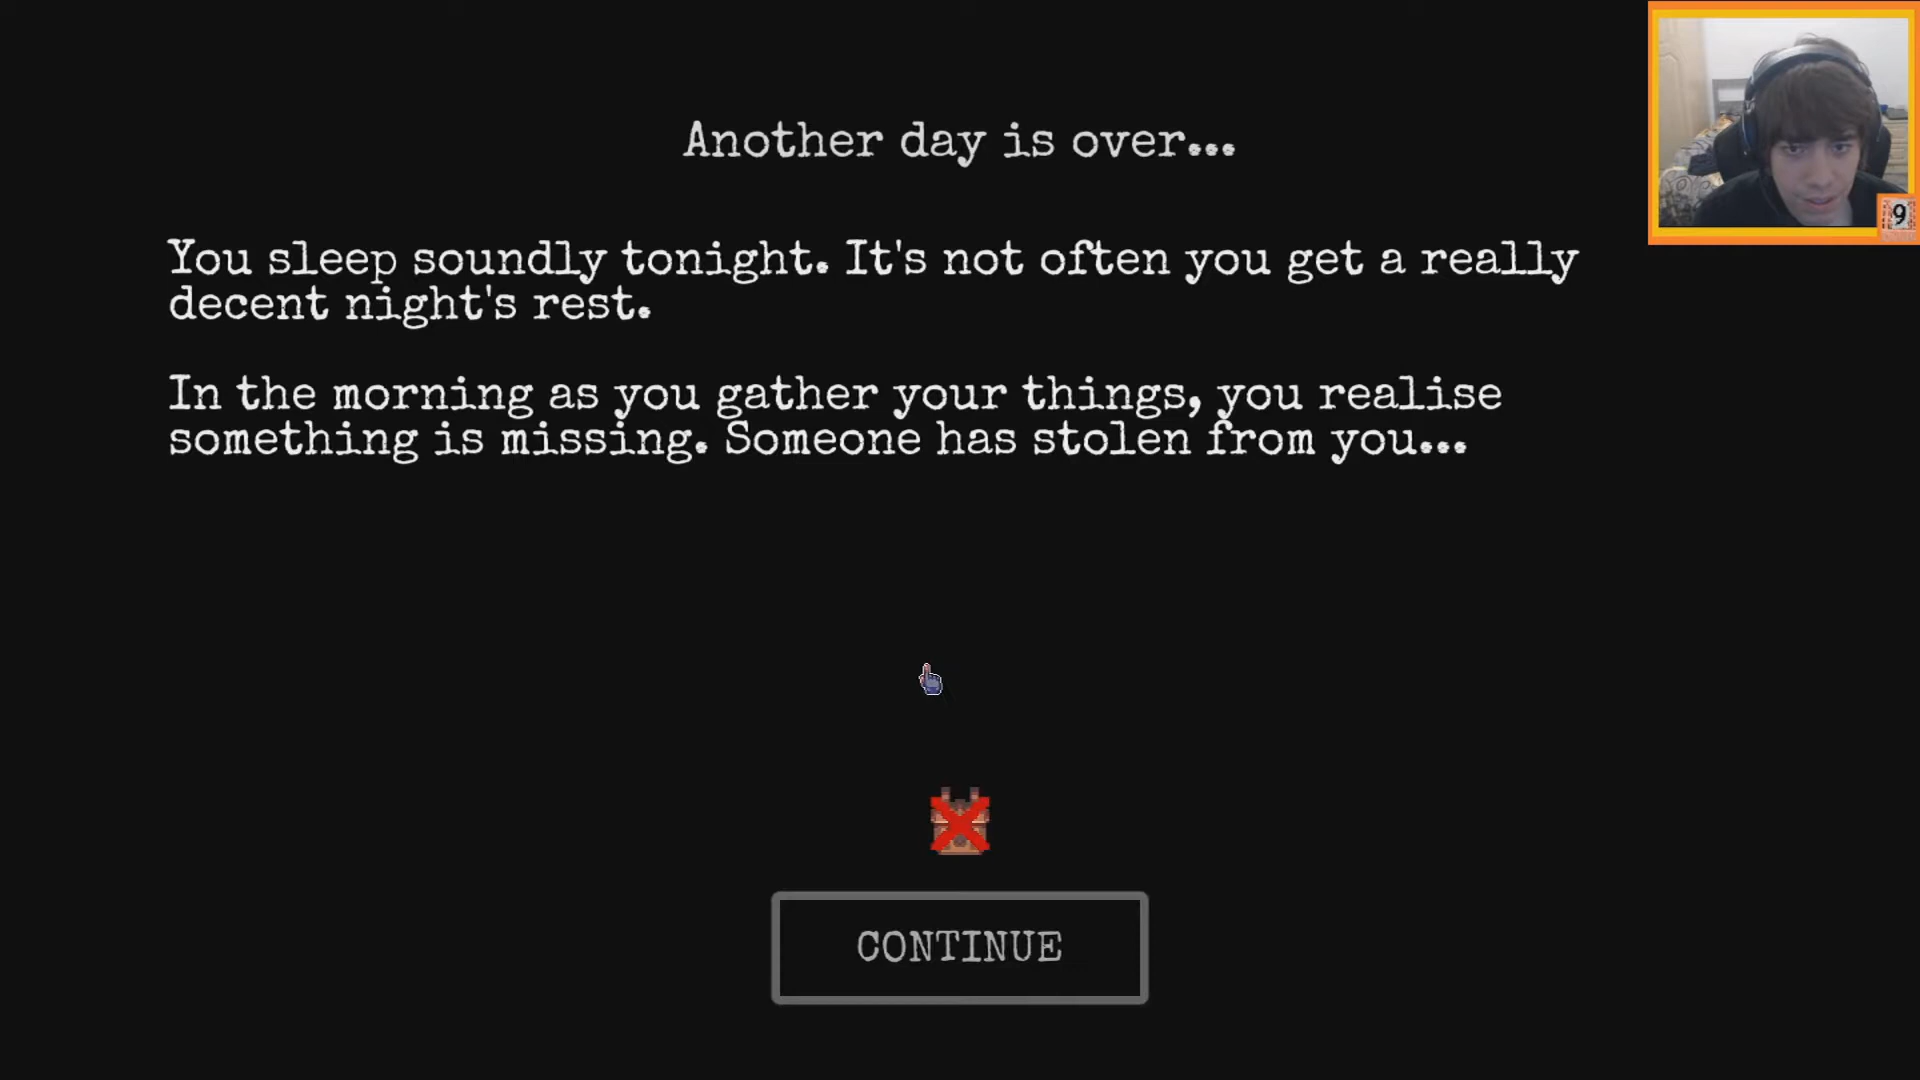 Another day is over...
You sleep soundly tonight. It's not often you get a really
decent night's rest.
In the morning as you gather your things, you realise
something is missing. Someone has stolen from you...
CONTINUE
9